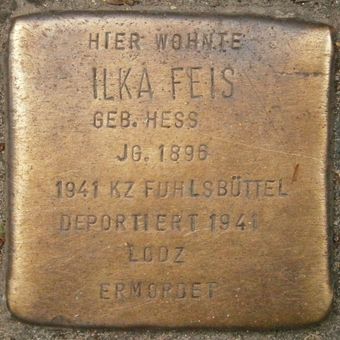 HIER WOHNTE
ILKA FEIS
GEB. HESS
JG. 1896
1941 KZ FUHLSBÜTTEL
DEPORTIERT 1941
LODZ
ERMORDET